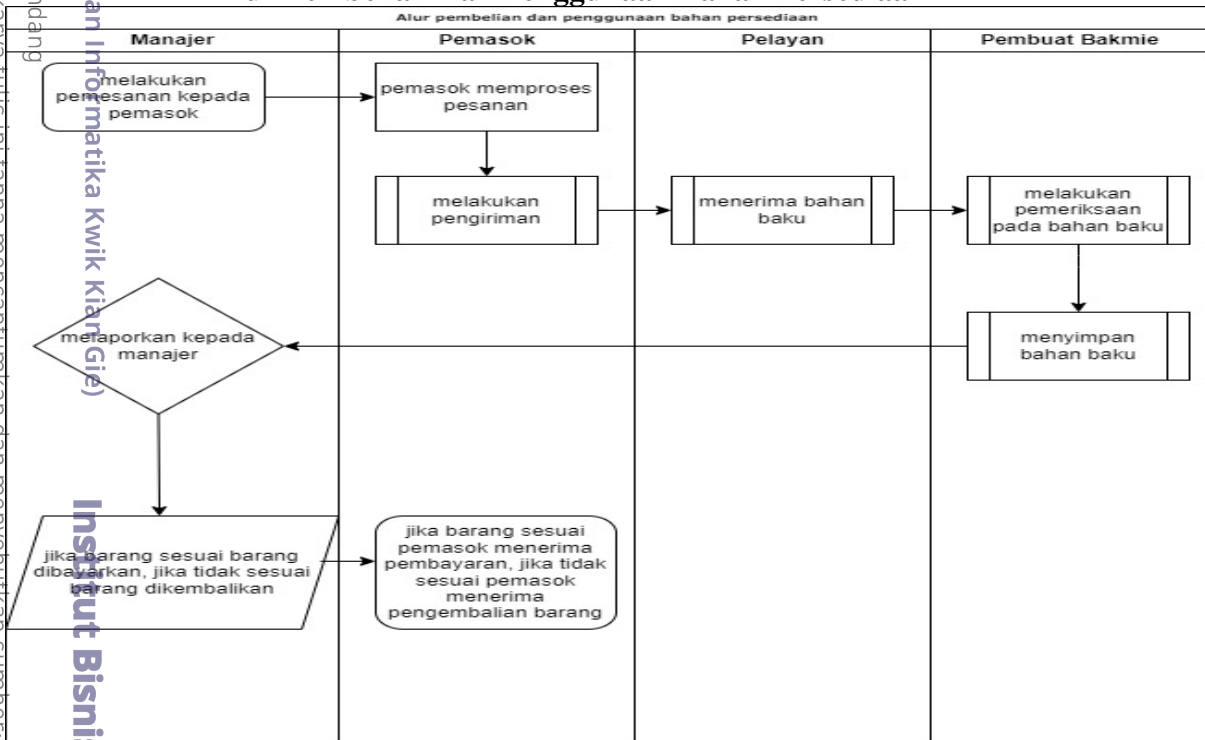 Alur pembelian dan penggunaan bahan persediaan
Manajer
Pemasok
Pelayan
Pembuat Bakmie
melakukan
pemesanan kepada
pemasok
pemasok memproses
pesanan
melakukan
pengiriman
menerima bahan
baku
melakukan
pemeriksaan
pada bahan baku
menyimpan
bahan baku
melaporkan kepada
manajer
jika barang sesuai barang
dibayarkan, jika tidak sesuai
barang dikembalikan
jika barang sesuai
pemasok menerima
pembayaran, jika tidak
sesuai pemasok
menerima
pengembalian barang
ndang
an Informatika Kwik Kian Gie)
Institut Bisni